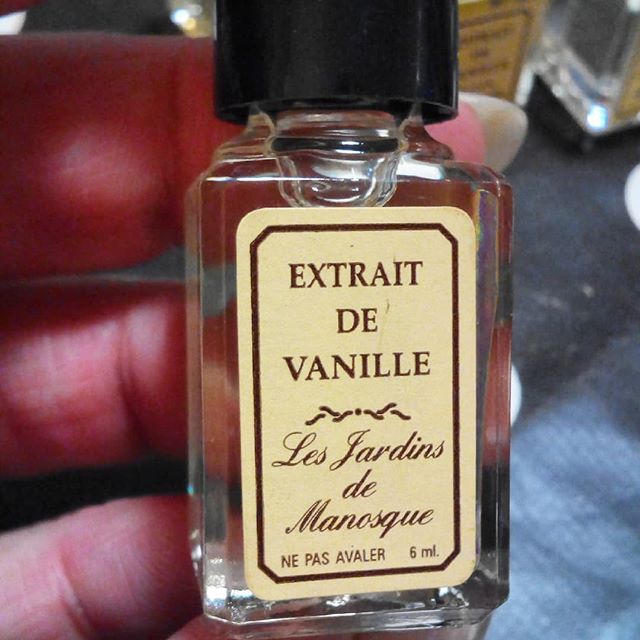 EXTRAIT
DE
VANILLE
Les Jardins
de
Manosque
NE PAS AVALER 6 ml.